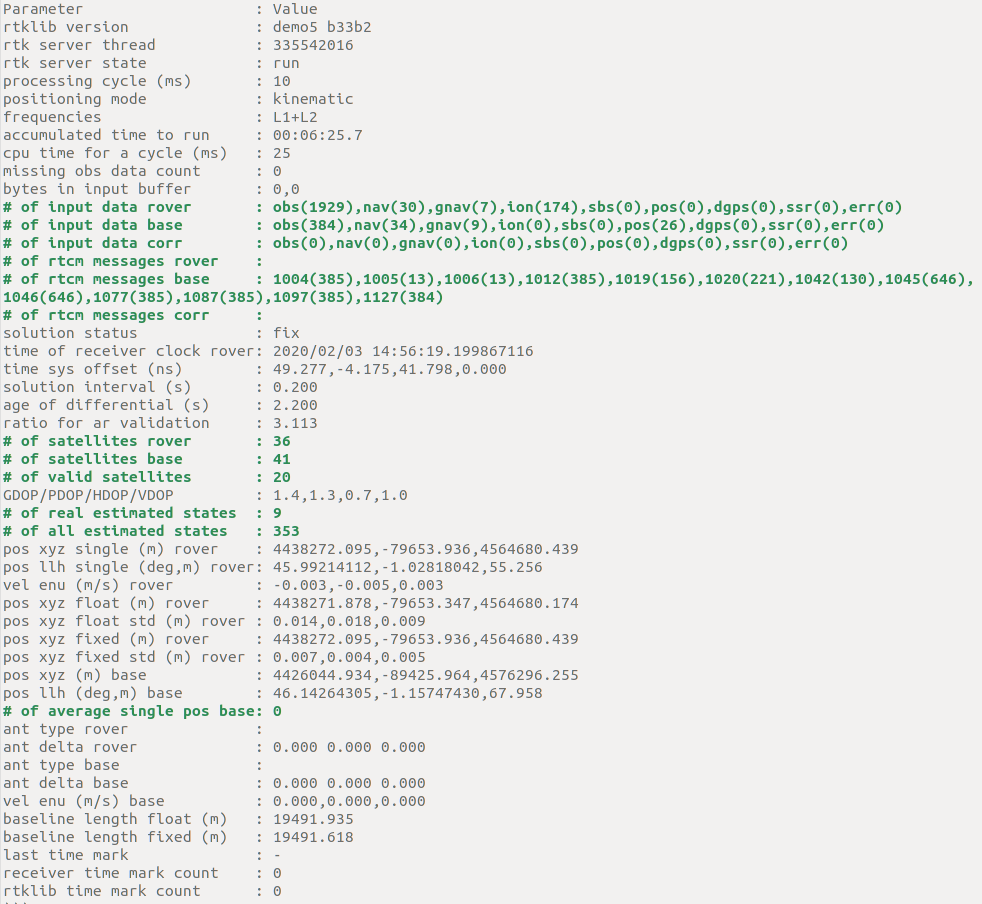 Parameter : Value
rtklib version : demo5 b33b2
rtk server thread : 335542016
rtk server state : run
processing cycle (ms) : 10
positioning mode : kinematic
frequencies : L1+L2
accumulated time to run : 00:06:25.7
cpu time for a cycle (ms) : 25
missing obs data count : 0
bytes in input buffer : 0,0
# of input data rover : obs(1929),nav(30),gnav(7),ion(174),sbs(0),pos(0),dgps(0),ssr(0),err(0)
# of input data base : obs(384),nav(34),gnav(9),ion(0),sbs(0),pos(26),dgps(0),ssr(0),err(0)
# of input data corr : obs(0),nav(0),gnav(0),ion(0),sbs(0),pos(0),dgps(0),ssr(0),err(0)
# of rtcm messages rover :
# of rtcm messages base : 1004(385),1005(13),1006(13),1012(385),1019(156),1020(221),1042(130),1045(646),
1046(646),1077(385),1087(385),1097(385),1127(384)
# of rtcm messages corr :
solution status : fix
time of receiver clock rover: 2020/02/03 14:56:19.199867116
time sys offset (ns) : 49.277,-4.175,41.798,0.000
solution interval (s) : 0.200
age of differential (s) : 2.200
ratio for ar validation : 3.113
# of satellites rover : 36
# of satellites base : 41
# of valid satellites : 20
GDOP/PDOP/HDOP/VDOP : 1.4,1.3,0.7,1.0
# of real estimated states : 9
# of all estimated states : 353
pos xyz single (m) rover : 4438272.095,-79653.936,4564680.439
pos llh single (deg,m) rover: 45.99214112,-1.02818042,55.256
vel enu (m/s) rover : -0.003,-0.005,0.003
pos xyz float (m) rover : 4438271.878,-79653.347,4564680.174
pos xyz float std (m) rover : 0.014,0.018,0.009
pos xyz fixed (m) rover : 4438272.095,-79653.936,4564680.439
pos xyz fixed std (m) rover : 0.007,0.004,0.005
pos xyz (m) base : 4426044.934,-89425.964,4576296.255
pos llh (deg,m) base : 46.14264305,-1.15747430,67.958
# of average single pos base: 0
ant type rover :
ant delta rover : 0.000 0.000 0.000
ant type base :
ant delta base : 0.000 0.000 0.000
vel enu (m/s) base : 0.000,0.000,0.000
baseline length float (m) : 19491.935
baseline length fixed (m) : 19491.618
last time mark : -
receiver time mark count : 0
rtklib time mark count : 0